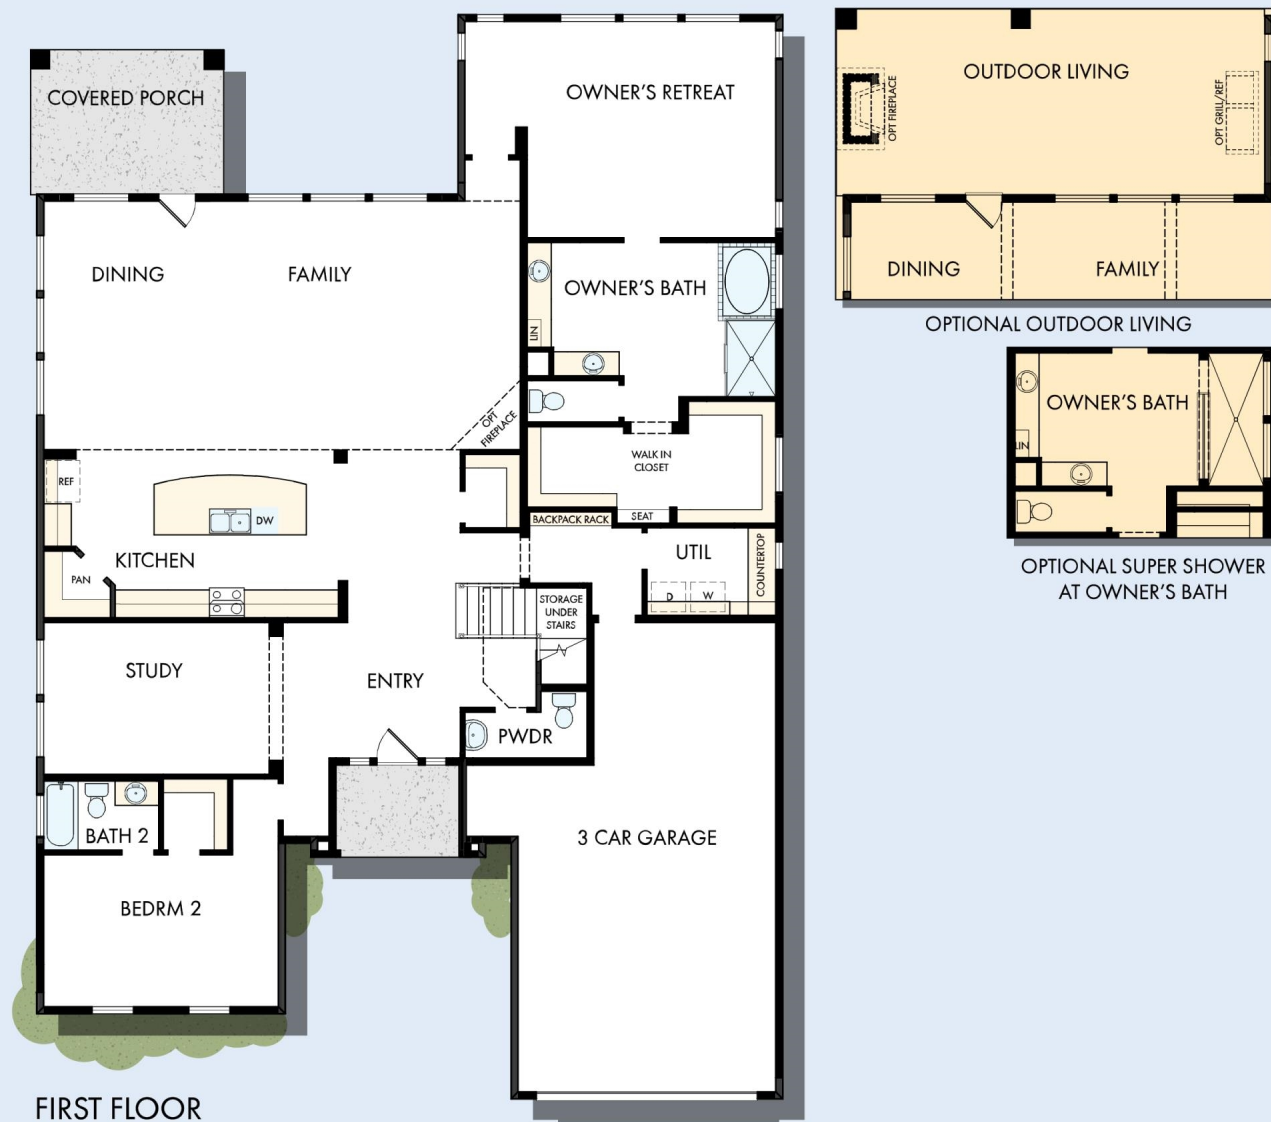 COVERED PORCH
OWNER'S RETREAT
DINING
FAMILY
OWNER'S BATH
LIN
OPT
FIREPLACE
WALK IN
CLOSET
SEAT
REF
DW
KITCHEN
PAN
BACKPACK RACK
UTIL
COUNTERTOP
D
W
STORAGE
UNDER
STAIRS
STUDY
ENTRY
PWDR
BATH 2
BEDRM 2
3 CAR GARAGE
FIRST FLOOR
OUTDOOR LIVING
OPT FIREPLACE
OPT GRILL/REF
DINING
FAMILY
OPTIONAL OUTDOOR LIVING
OWNER'S BATH
LIN
OPTIONAL SUPER SHOWER
AT OWNER'S BATH